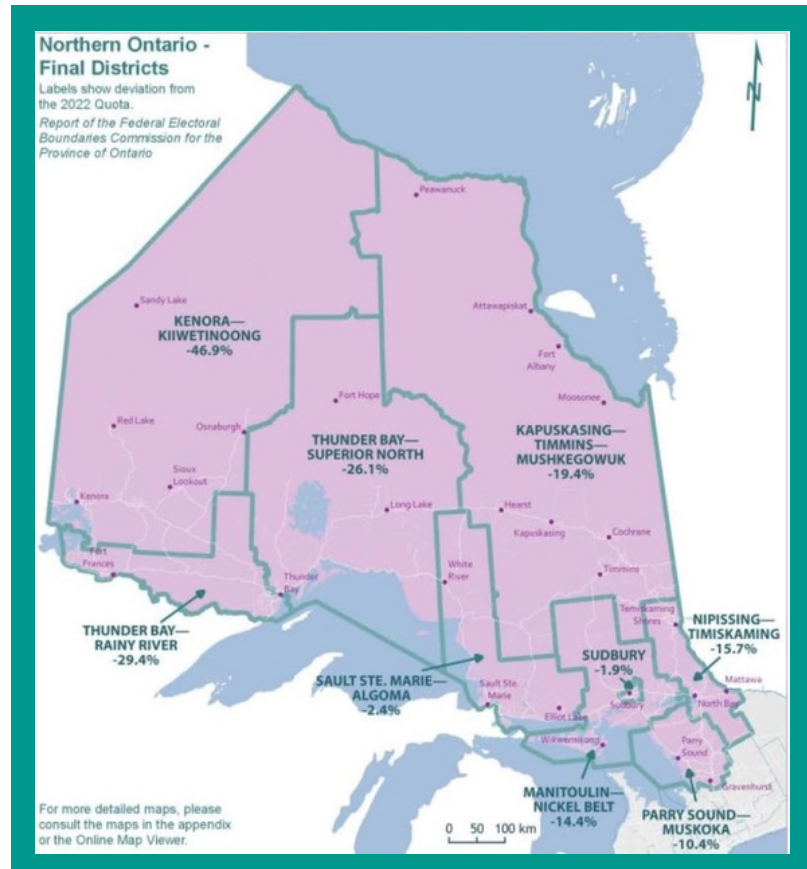 Northern Ontario -
Final Districts
Labels show deviation from
the 2022 Quota.
Report of the Federal Electoral
Boundaries Commission for the
Province of Ontario
N
Peawanuck
Sandy Lake
KENORA—
KIIWETINOONG
-46.9%
Attawapiskat
Fort
Albany
Fort Hope
Moosonee
Red Lake
Osnaburgh
THUNDER BAY—
SUPERIOR NORTH
-26.1%
KAPUSKASING—
TIMMINS—
MUSHKEGOWUK
-19.4%
Sioux
Lookout
Kenora
Long Lake
Hearst
Kapuskasing
Cochrane
Fort
Frances
Thunder
Bay
White
River
Timmins
Temiskaming
Shores
THUNDER BAY—
RAINY RIVER
-29.4%
NIPISSING—
TIMISKAMING
-15.7%
SUDBURY
-1.9%
SAULT STE. MARIE—
ALGOMA
-2.4%
Sault Ste.
Marie
Elliot Lake
Sudbury
North Bay
Mattawa
Wikwemikong
Parry
Sound
Gravenhurst
MANITOULIN—
NICKEL BELT
-14.4%
PARRY SOUND—
MUSKOKA
-10.4%
For more detailed maps, please
consult the maps in the appendix
or the Online Map Viewer.
0 50 100 km